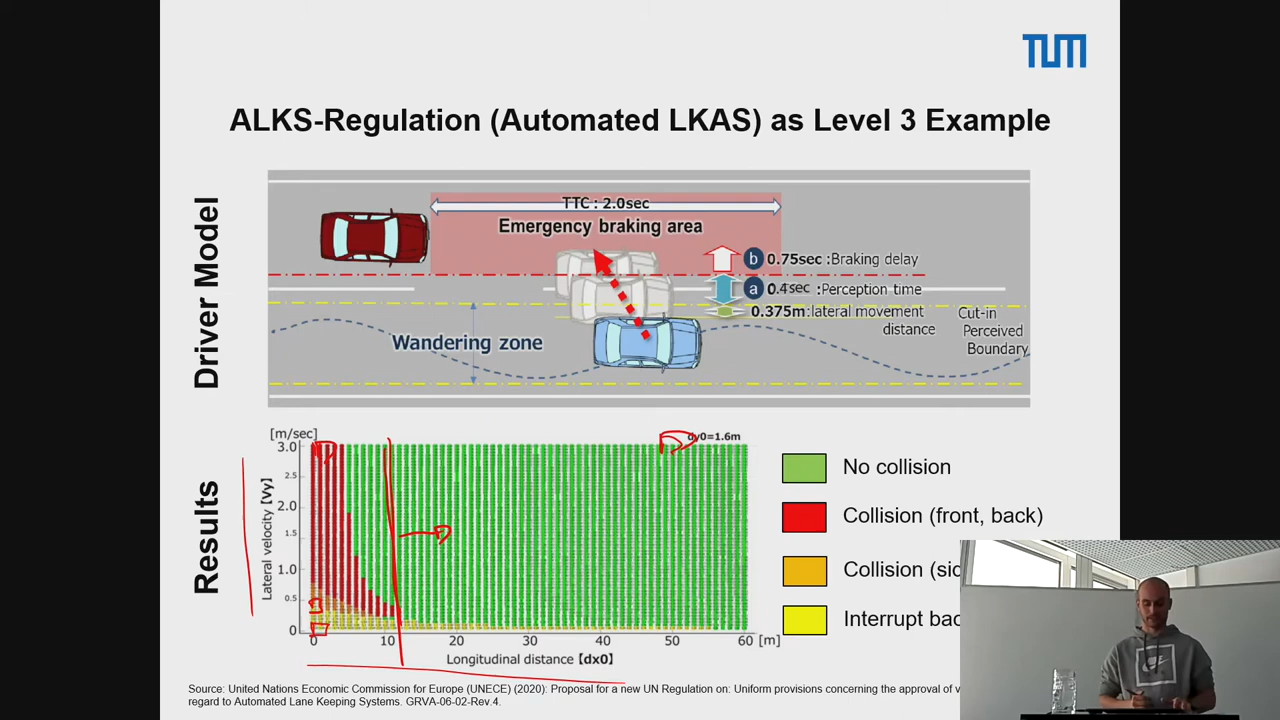 TUM
ALKS-Regulation (Automated LKAS) as Level 3 Example
Driver Model
TTC : 2.0sec
Emergency braking area
b 0.75sec :Braking delay
a 0.4sec :Perception time
0.375m:lateral movement
distance
Cut-in
Perceived
Boundary
Wandering zone
Results
[m/sec]
dy0=1.6m
3.0
2.5
2.0
1.5
1.0
0.5
0
Lateral velocity【Vy】
0 10 20 30 40 50 60 [m]
Longitudinal distance【dx0】
No collision
Collision (front, back)
Collision
Interrupt
Source: United Nations Economic Commission for Europe (UNECE) (2020): Proposal for a new UN Regulation on: Uniform provisions concerning the approval of
regard to Automated Lane Keeping Systems. GRVA-06-02-Rev.4.